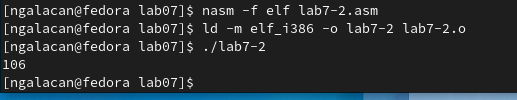 [ngalacan@fedora lab07]$ nasm -f elf lab7-2.asm
[ngalacan@fedora lab07]$ ld -m elf_i386 -o lab7-2 lab7-2.o
[ngalacan@fedora lab07]$ ./lab7-2
106
[ngalacan@fedora lab07]$